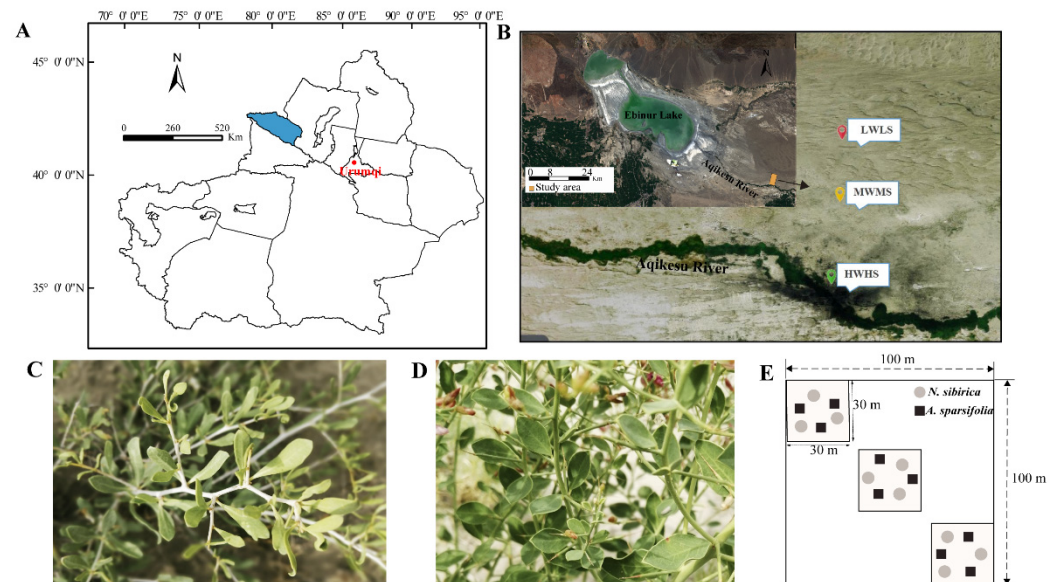 70° 0' 0"E 75° 0' 0"E 80° 0' 0"E 85° 0' 0"E 90° 0' 0"E 95° 0' 0"E
A
45° 0' 0"N
40° 0' 0"N
35° 0' 0"N
N
0 260 520
Km
Urumqi
B
N
Ebinur Lake
Aqikesu River
0 8 24
Km
Study area
LWLS
MWMS
HWHS
Aqikesu River
C
D
E
100 m
30 m
30 m
N. sibirica
A. sparsifolia
100 m